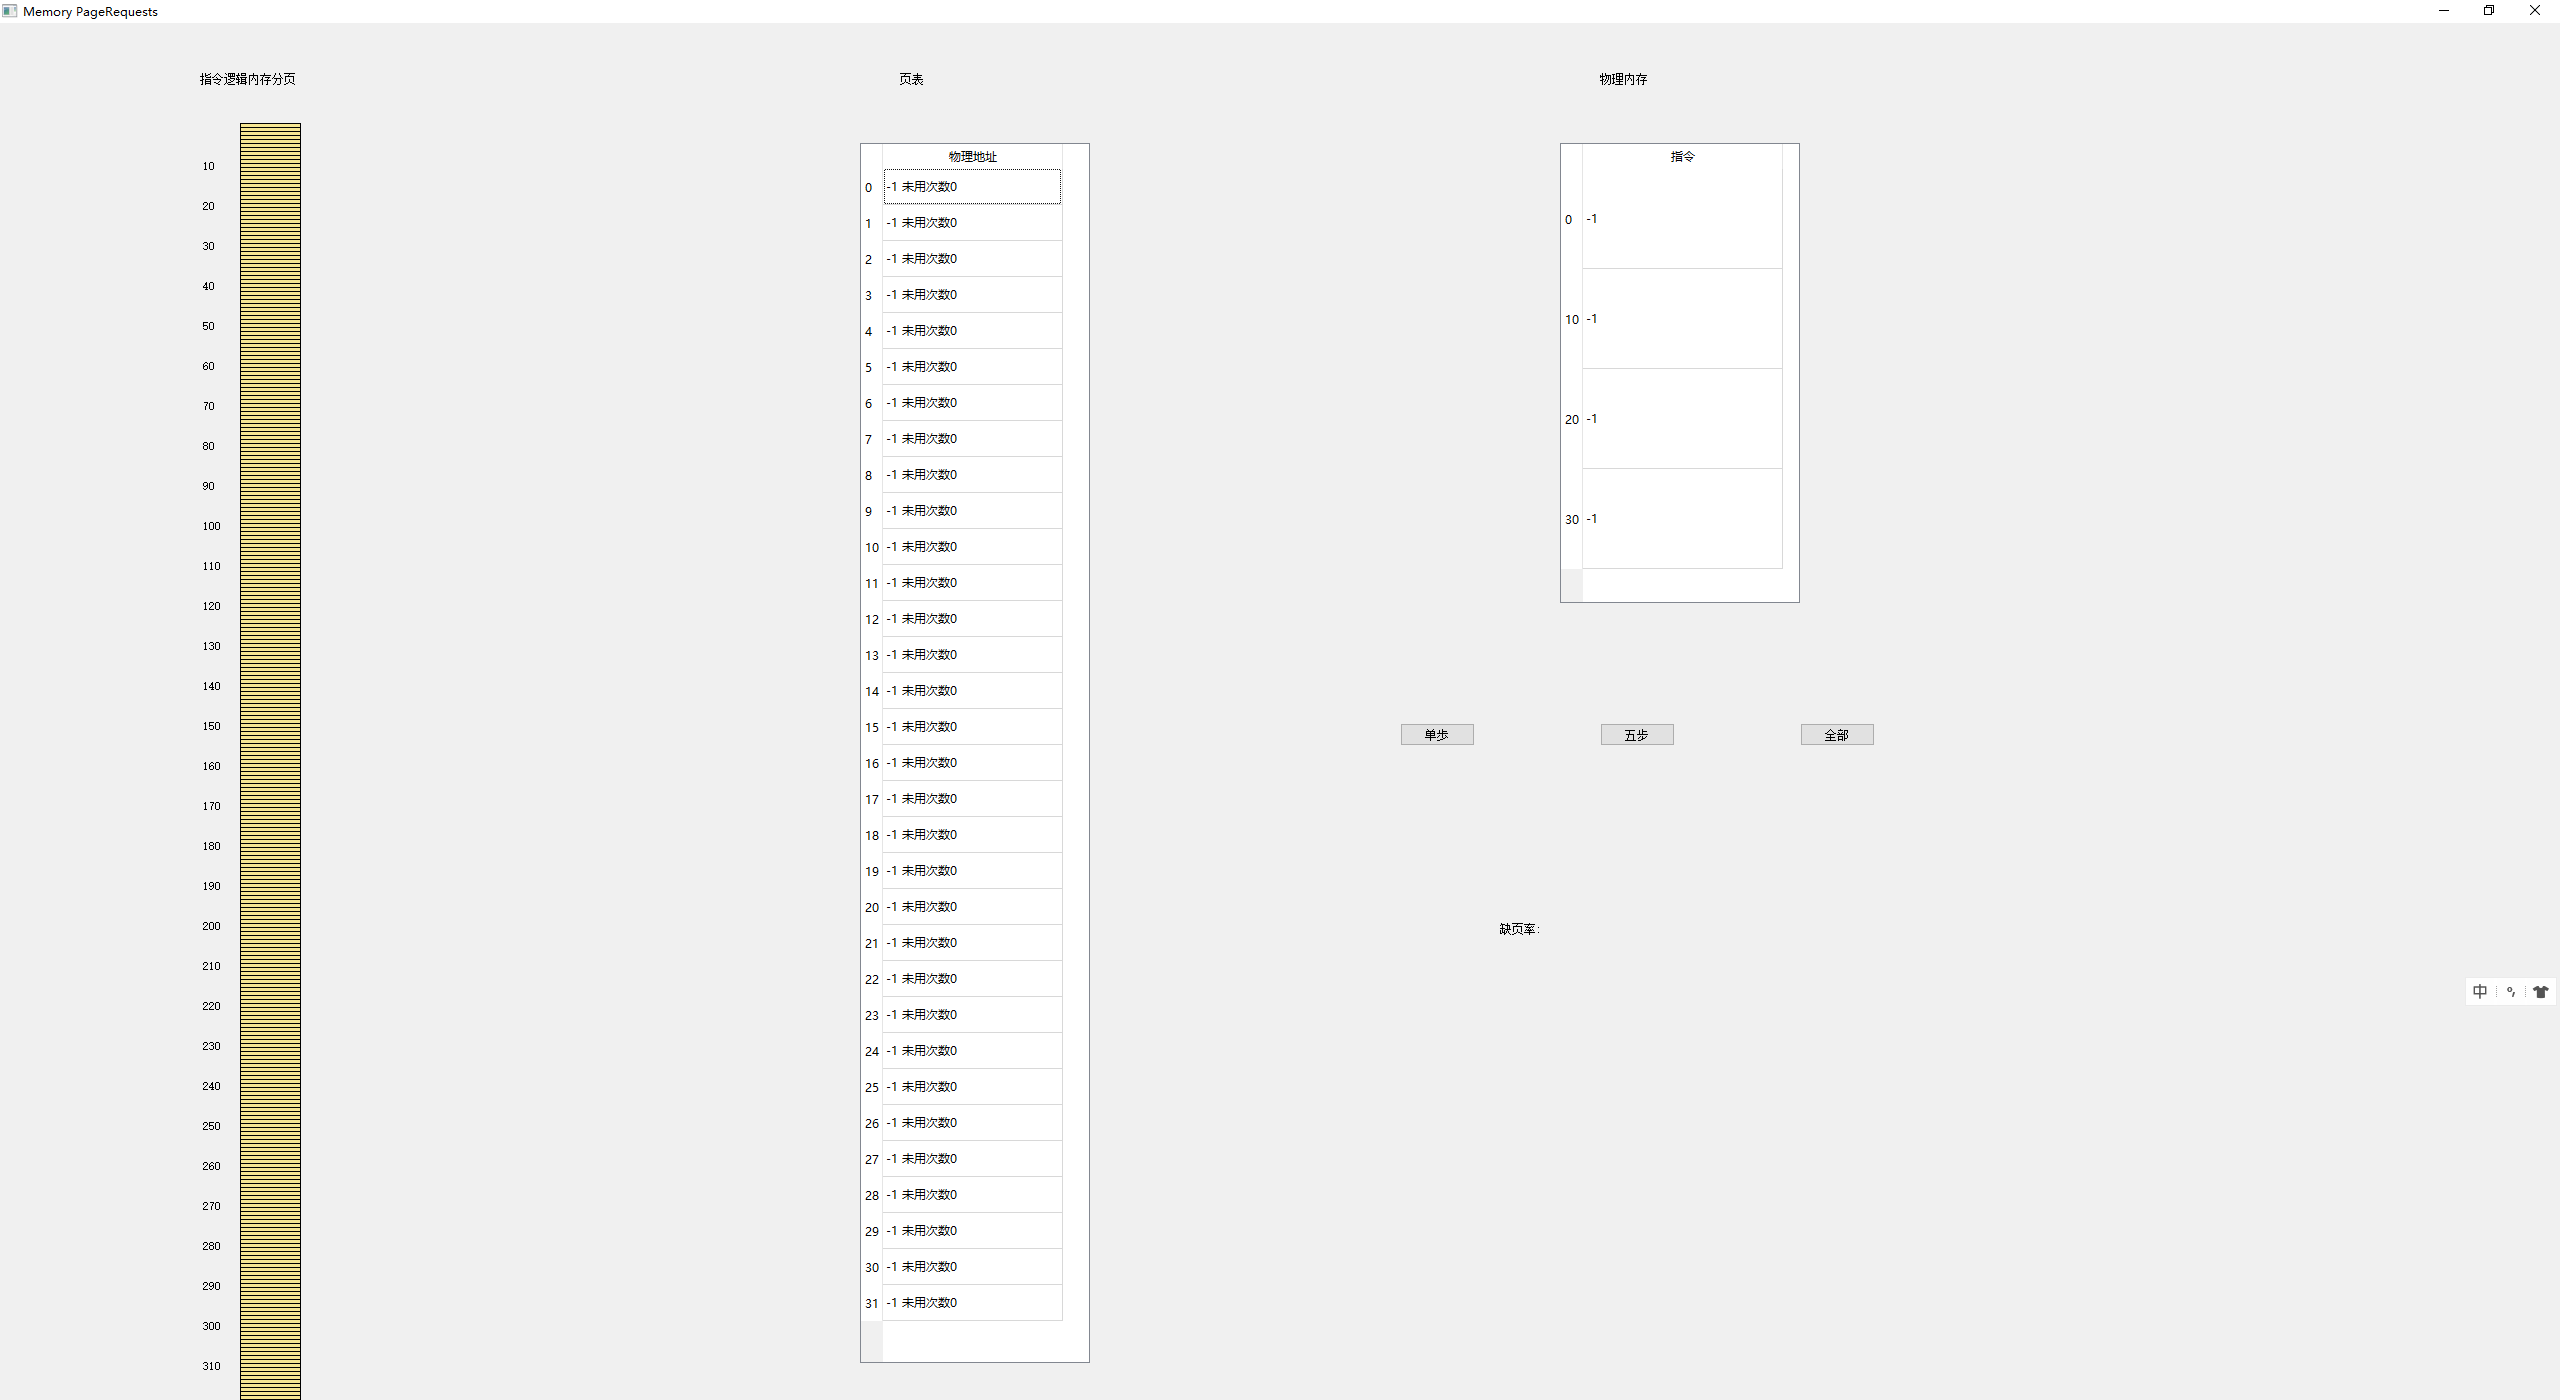 Memory PageRequests
指令逻辑内存分页
页表
物理内存
10
20
30
40
50
60
70
80
90
100
110
120
130
140
150
160
170
180
190
200
210
220
230
240
250
260
270
280
290
300
310
物理地址
0 -1 未用次数0
1 -1 未用次数0
2 -1 未用次数0
3 -1 未用次数0
4 -1 未用次数0
5 -1 未用次数0
6 -1 未用次数0
7 -1 未用次数0
8 -1 未用次数0
9 -1 未用次数0
10 -1 未用次数0
11 -1 未用次数0
12 -1 未用次数0
13 -1 未用次数0
14 -1 未用次数0
15 -1 未用次数0
16 -1 未用次数0
17 -1 未用次数0
18 -1 未用次数0
19 -1 未用次数0
20 -1 未用次数0
21 -1 未用次数0
22 -1 未用次数0
23 -1 未用次数0
24 -1 未用次数0
25 -1 未用次数0
26 -1 未用次数0
27 -1 未用次数0
28 -1 未用次数0
29 -1 未用次数0
30 -1 未用次数0
31 -1 未用次数0
指令
0 -1
10 -1
20 -1
30 -1
单步
五步
全部
缺页率:
中